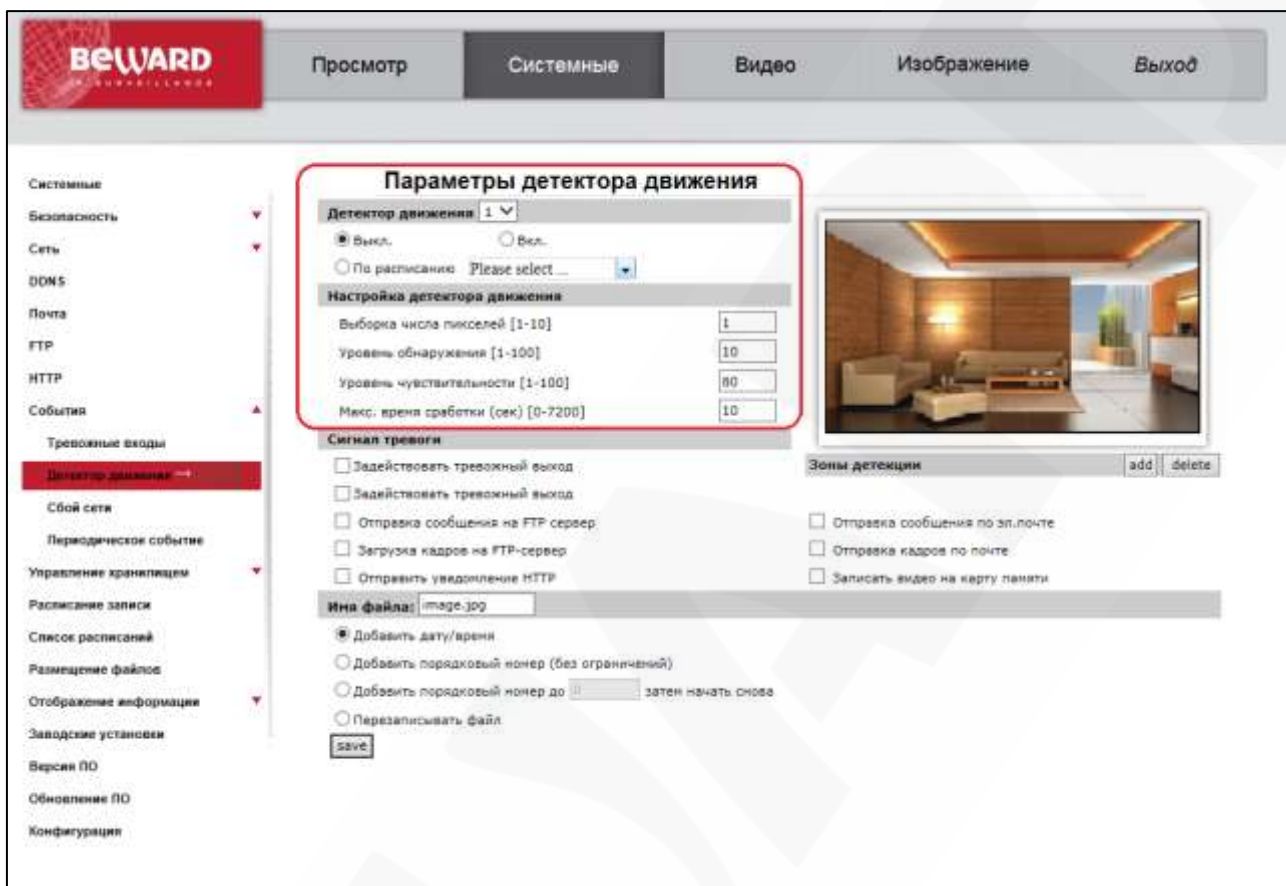 BEWARD
IP SURVEILLANCE
Просмотр
Системные
Видео
Изображение
Выход
Системные
Безопасность
Сеть
DDNS
Почта
FTP
HTTP
События
Тревожные входы
Детектор движения →
Сбой сети
Периодическое событие
Управление хранилищем
Расписание записи
Список расписаний
Размещение файлов
Отображение информации
Заводские установки
Версия ПО
Обновление ПО
Конфигурация
Параметры детектора движения
Детектор движения 1
Выкл. Вкл.
По расписанию Please select ...
Настройка детектора движения
Выборка числа пикселей [1-10] 1
Уровень обнаружения [1-100] 10
Уровень чувствительности [1-100] 80
Макс. время сработки (сек) [0-7200] 10
Сигнал тревоги
Зоны детекции add delete
Задействовать тревожный выход
Задействовать тревожный выход
Отправка сообщения на FTP сервер Отправка сообщения по эл.почте
Загрузка кадров на FTP-сервер Отправка кадров по почте
Отправить уведомление HTTP Записать видео на карту памяти
Имя файла: image.jpg
Добавить дату/время
Добавить порядковый номер (без ограничений)
Добавить порядковый номер до 0 затем начать снова
Перезаписывать файл
save